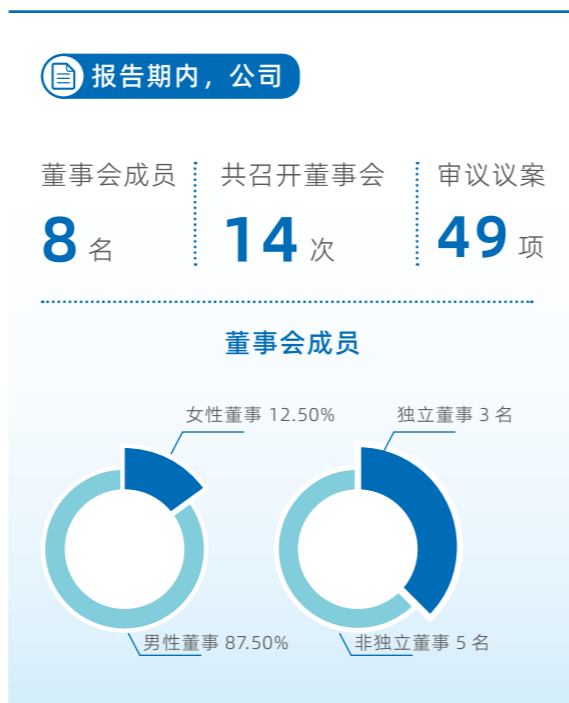 报告期内，公司
董事会成员
8 名
共召开董事会
14 次
审议议案
49 项
董事会成员
女性董事 12.50%
独立董事 3 名
男性董事 87.50%
非独立董事 5 名